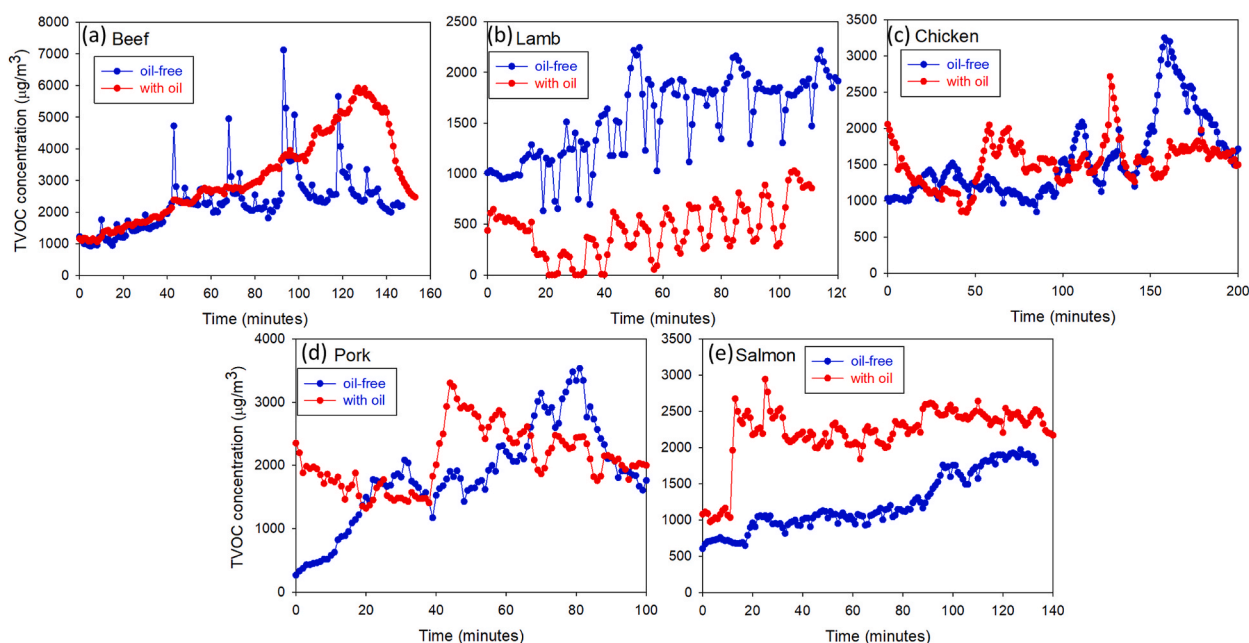 (a) Beef
oil-free
with oil
TVOC concentration (µg/m³)
8000
7000
6000
5000
4000
3000
2000
1000
0
0 20 40 60 80 100 120 140 160
Time (minutes)
(b) Lamb
oil-free
with oil
2500
2000
1500
1000
500
0
0 20 40 60 80 100 120
Time (minutes)
(c) Chicken
oil-free
with oil
3500
3000
2500
2000
1500
1000
500
0
0 50 100 150 200
Time (minutes)
(d) Pork
oil-free
with oil
TVOC concentration (µg/m³)
4000
3000
2000
1000
0
0 20 40 60 80 100
Time (minutes)
(e) Salmon
oil-free
with oil
3500
3000
2500
2000
1500
1000
500
0
0 20 40 60 80 100 120 140
Time (minutes)